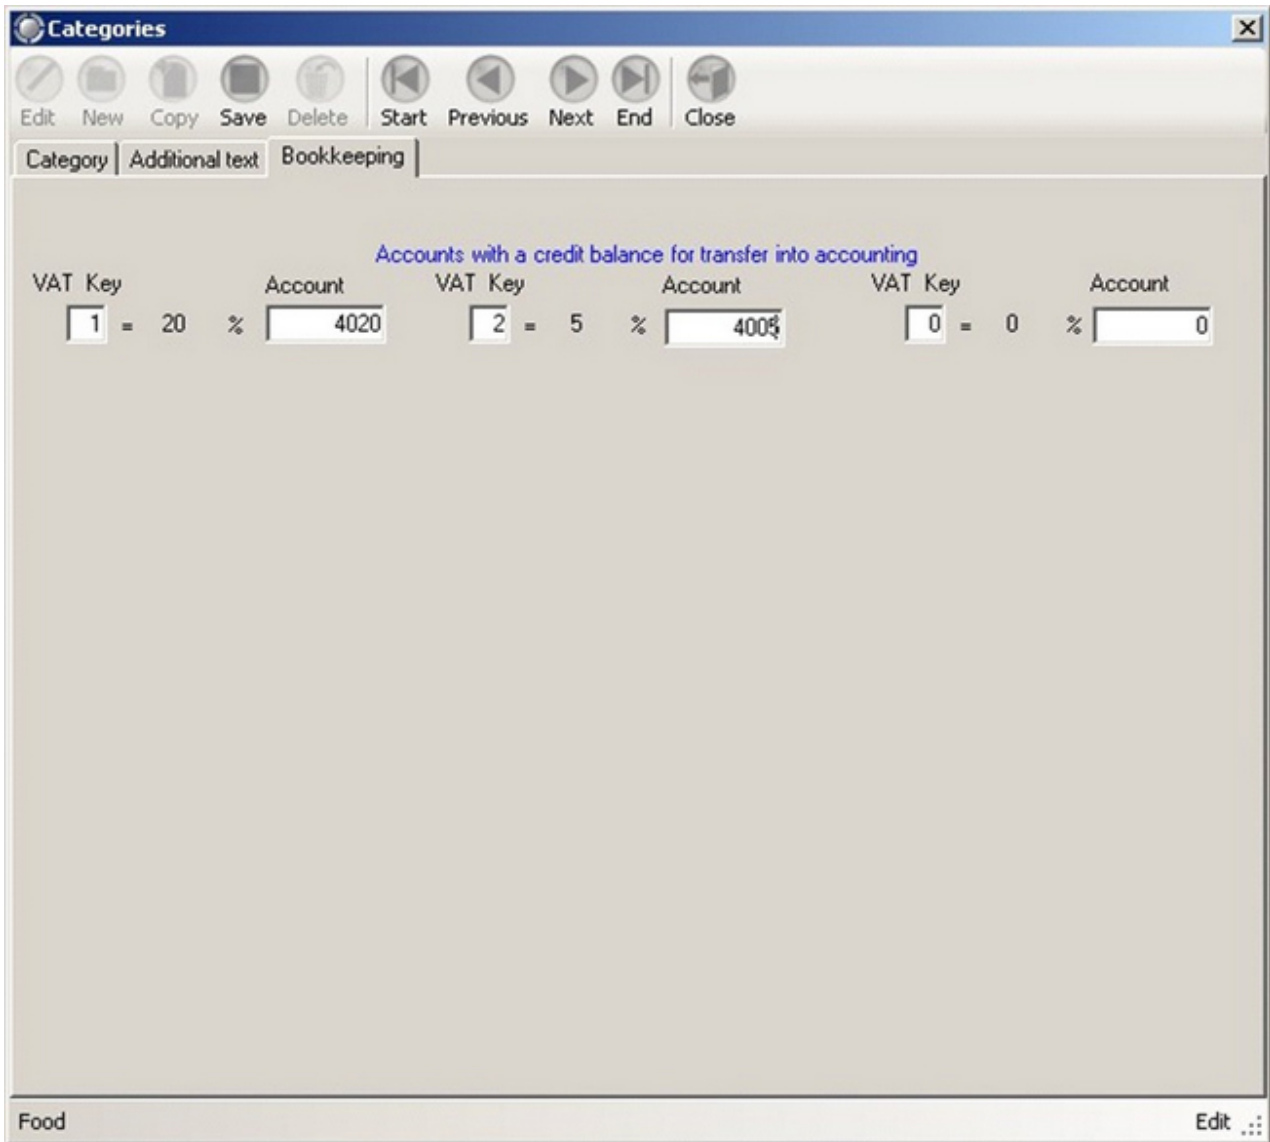 Categories
Edit New Copy Save Delete Start Previous Next End Close
Category Additional text Bookkeeping
Accounts with a credit balance for transfer into accounting
VAT Key Account VAT Key Account VAT Key Account
1 = 20 % 4020 2 = 5 % 4005 0 = 0 % 0
Food Edit